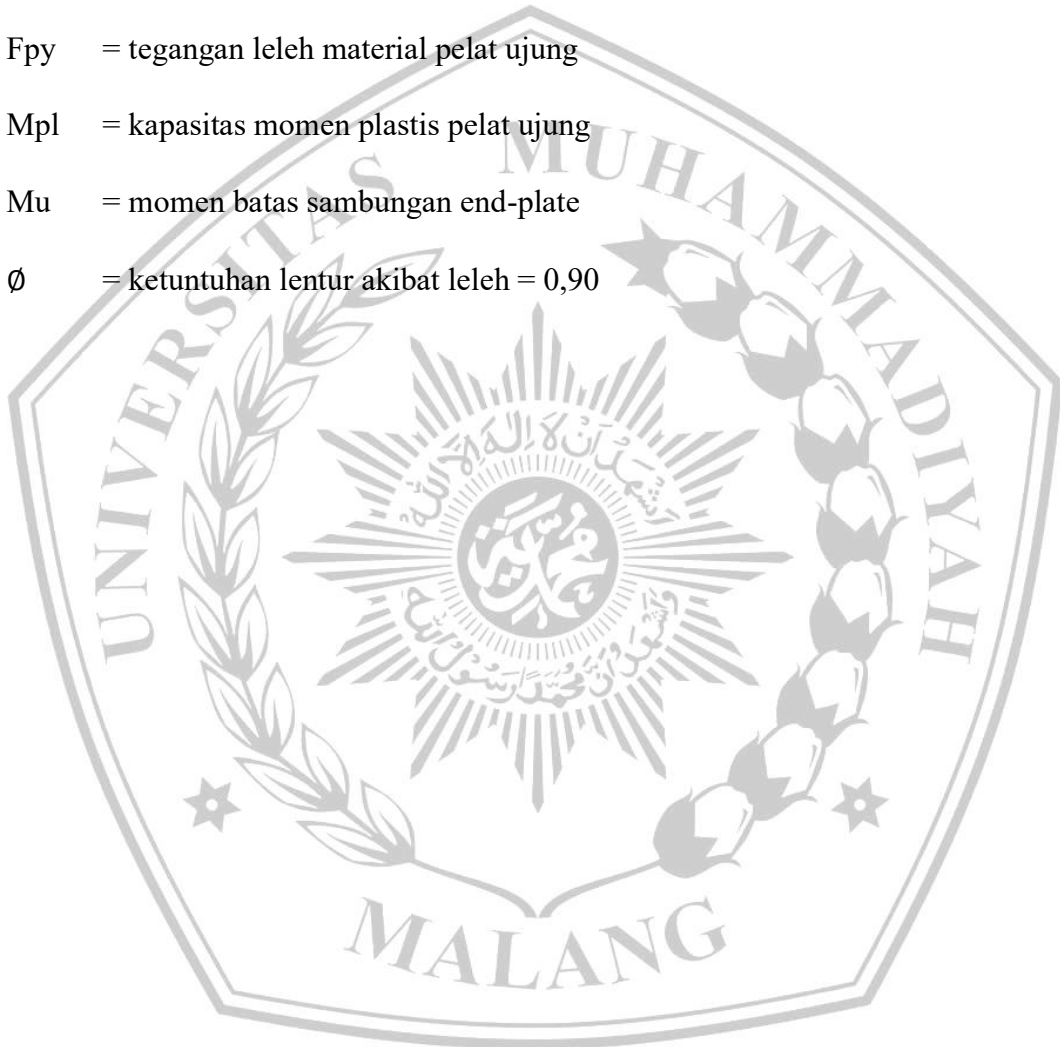 Fpy = tegangan leleh material pelat ujung
Mpl = kapasitas momen plastis pelat ujung
Mu = momen batas sambungan end-plate
∅ = ketuntuhan lentur akibat leleh = 0,90
UNIVERSITAS MUHAMMADIYAH
MALANG